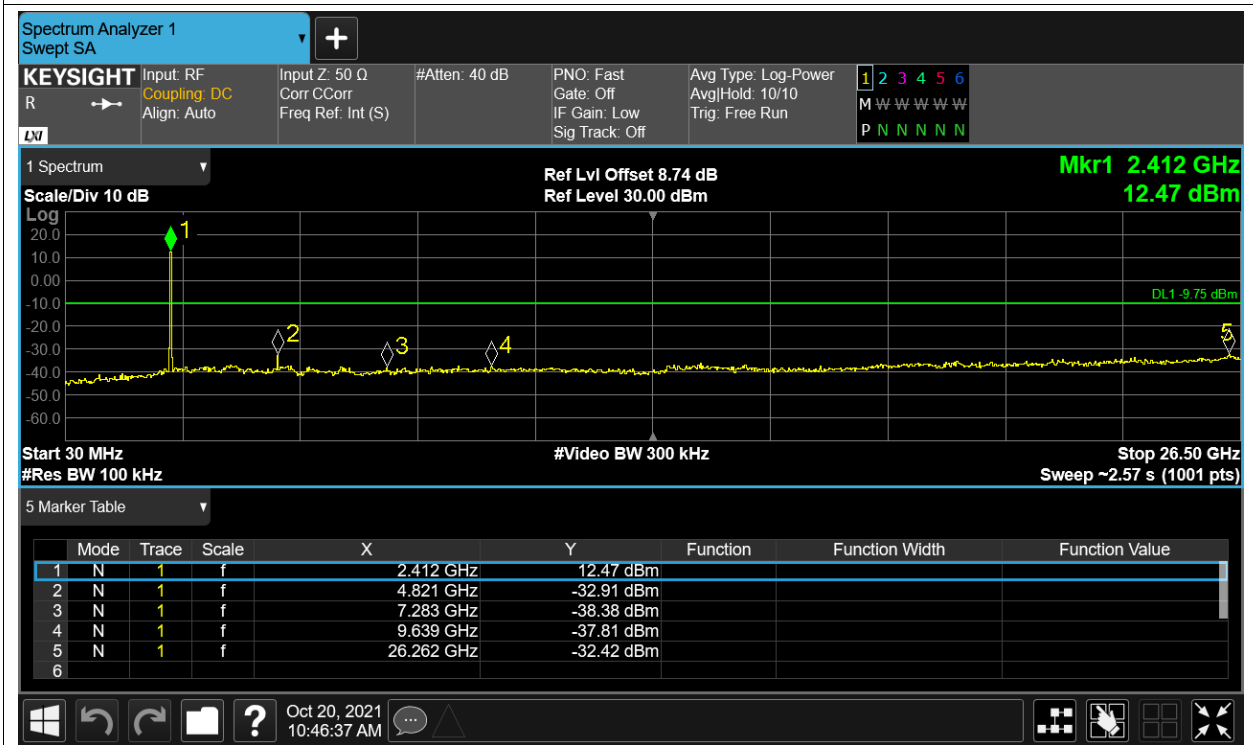 Spectrum Analyzer 1
Swept SA
+
KEYSIGHT
R
LXI
Input: RF
Coupling: DC
Align: Auto
Input Z: 50 Ω
Corr CCorr
Freq Ref: Int (S)
#Atten: 40 dB
PNO: Fast
Gate: Off
IF Gain: Low
Sig Track: Off
Avg Type: Log-Power
Avg|Hold: 10/10
Trig: Free Run
1 2 3 4 5 6
M W W W W W
P N N N N N
1 Spectrum
Scale/Div 10 dB
Ref Lvl Offset 8.74 dB
Ref Level 30.00 dBm
Mkr1 2.412 GHz
12.47 dBm
Log
20.0
10.0
0.00
-10.0
-20.0
-30.0
-40.0
-50.0
-60.0
1
2
3
4
5
DL1 -9.75 dBm
Start 30 MHz
#Res BW 100 kHz
#Video BW 300 kHz
Stop 26.50 GHz
Sweep ~2.57 s (1001 pts)
5 Marker Table
Mode Trace Scale X Y Function Function Width Function Value
1 N 1 f 2.412 GHz 12.47 dBm
2 N 1 f 4.821 GHz -32.91 dBm
3 N 1 f 7.283 GHz -38.38 dBm
4 N 1 f 9.639 GHz -37.81 dBm
5 N 1 f 26.262 GHz -32.42 dBm
6
?
Oct 20, 2021
10:46:37 AM